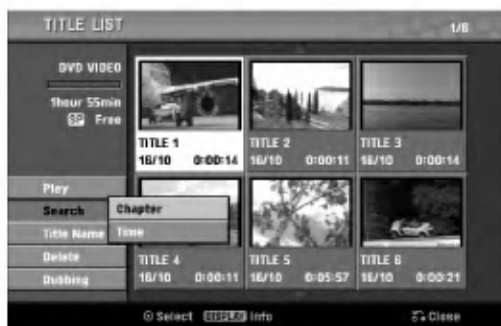 TITLE LIST
1/6
DVD VIDEO
1hour 55min
SP Free
TITLE 1
16/10 0:00:14
TITLE 2
16/10 0:00:11
TITLE 3
16/10 0:00:14
Play
Search
Title Name
Delete
Dubbing
Chapter
Time
TITLE 4
16/10 0:00:11
TITLE 5
16/10 0:05:57
TITLE 6
16/10 0:00:21
Select DISPLAY Info
Close